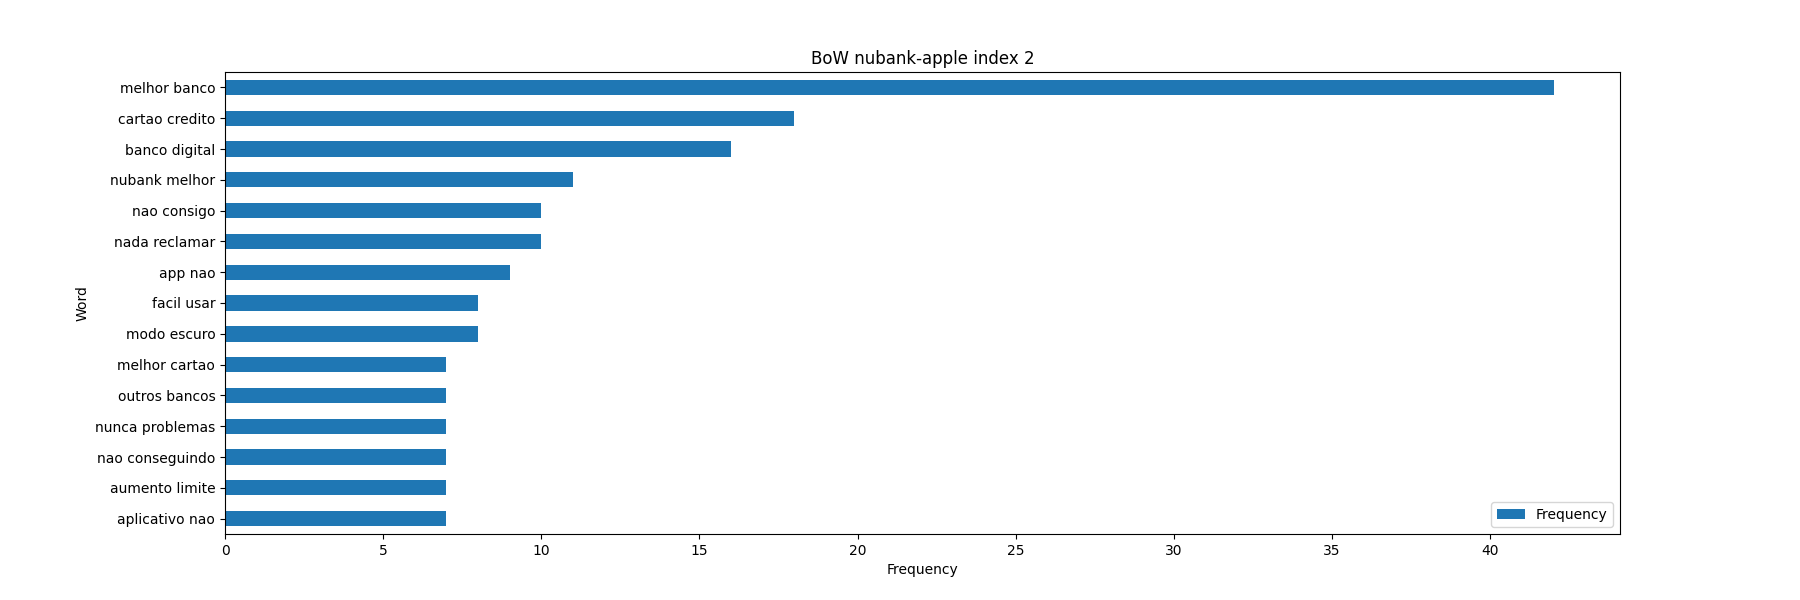 BoW nubank-apple index 2
melhor banco
cartao credito
banco digital
nubank melhor
nao consigo
nada reclamar
app nao
facil usar
modo escuro
melhor cartao
outros bancos
nunca problemas
nao conseguindo
aumento limite
aplicativo nao
Word
Frequency
0 5 10 15 20 25 30 35 40
Frequency